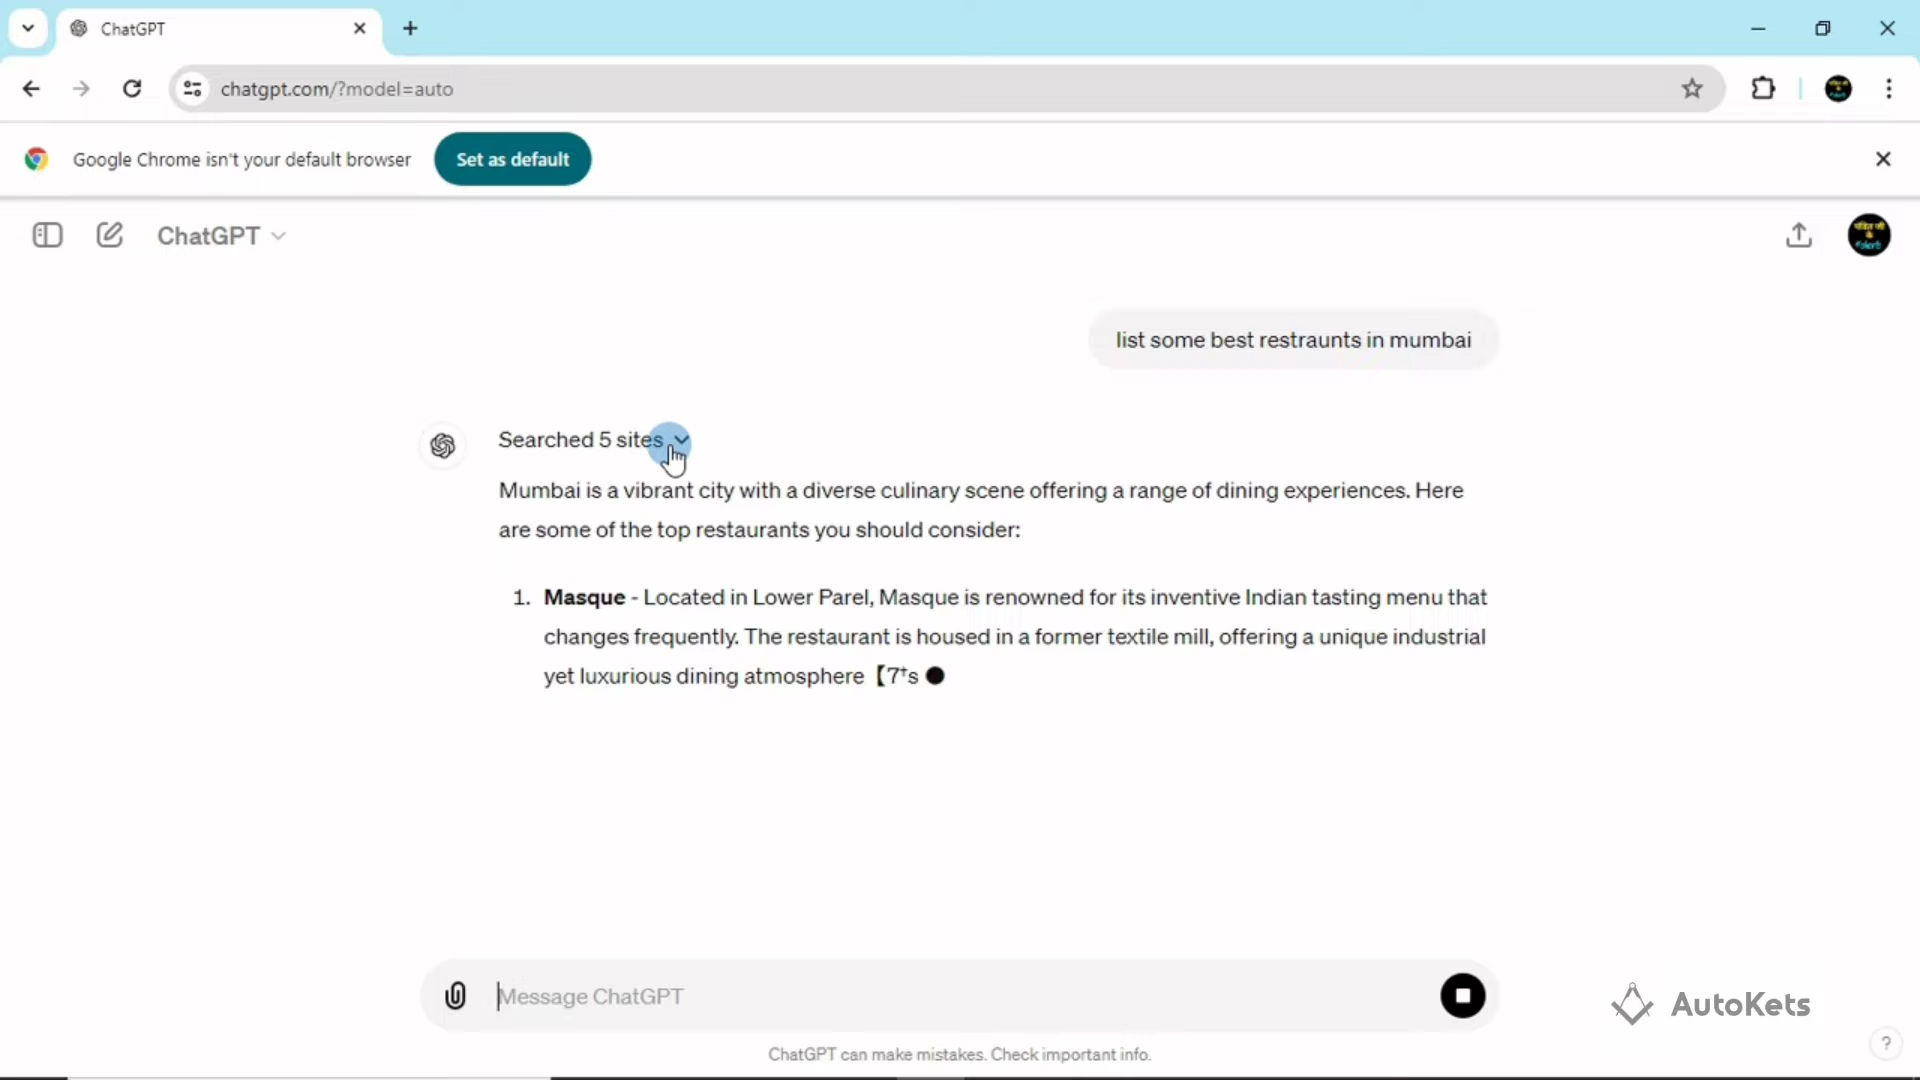 ChatGPT
chatgpt.com/?model=auto
Google Chrome isn't your default browser
Set as default
ChatGPT
list some best restraunts in mumbai
Searched 5 sites
Mumbai is a vibrant city with a diverse culinary scene offering a range of dining experiences. Here
are some of the top restaurants you should consider:
1. Masque - Located in Lower Parel, Masque is renowned for its inventive Indian tasting menu that
changes frequently. The restaurant is housed in a former textile mill, offering a unique industrial
yet luxurious dining atmosphere【7†s
Message ChatGPT
AutoKets
ChatGPT can make mistakes. Check important info.
?